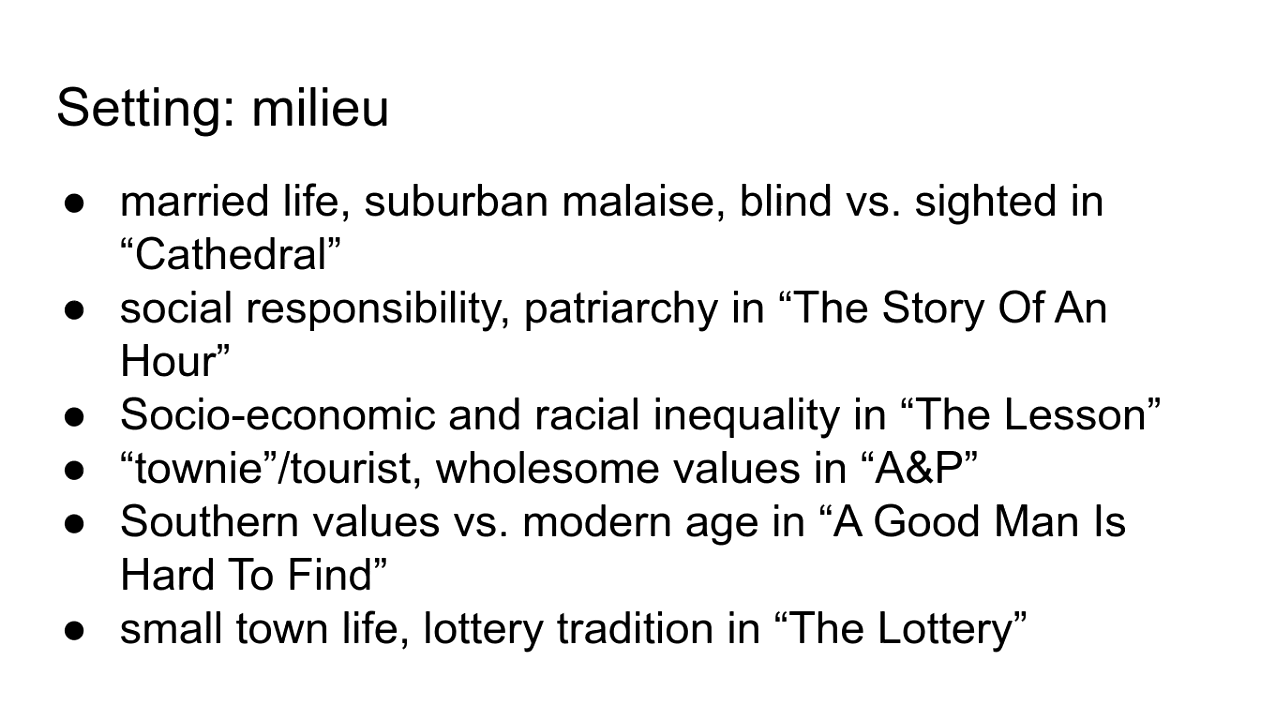 Setting: milieu
● married life, suburban malaise, blind vs. sighted in
“Cathedral”
● social responsibility, patriarchy in “The Story Of An
Hour”
● Socio-economic and racial inequality in “The Lesson”
● “townie”/tourist, wholesome values in “A&P”
● Southern values vs. modern age in “A Good Man Is
Hard To Find”
● small town life, lottery tradition in “The Lottery”